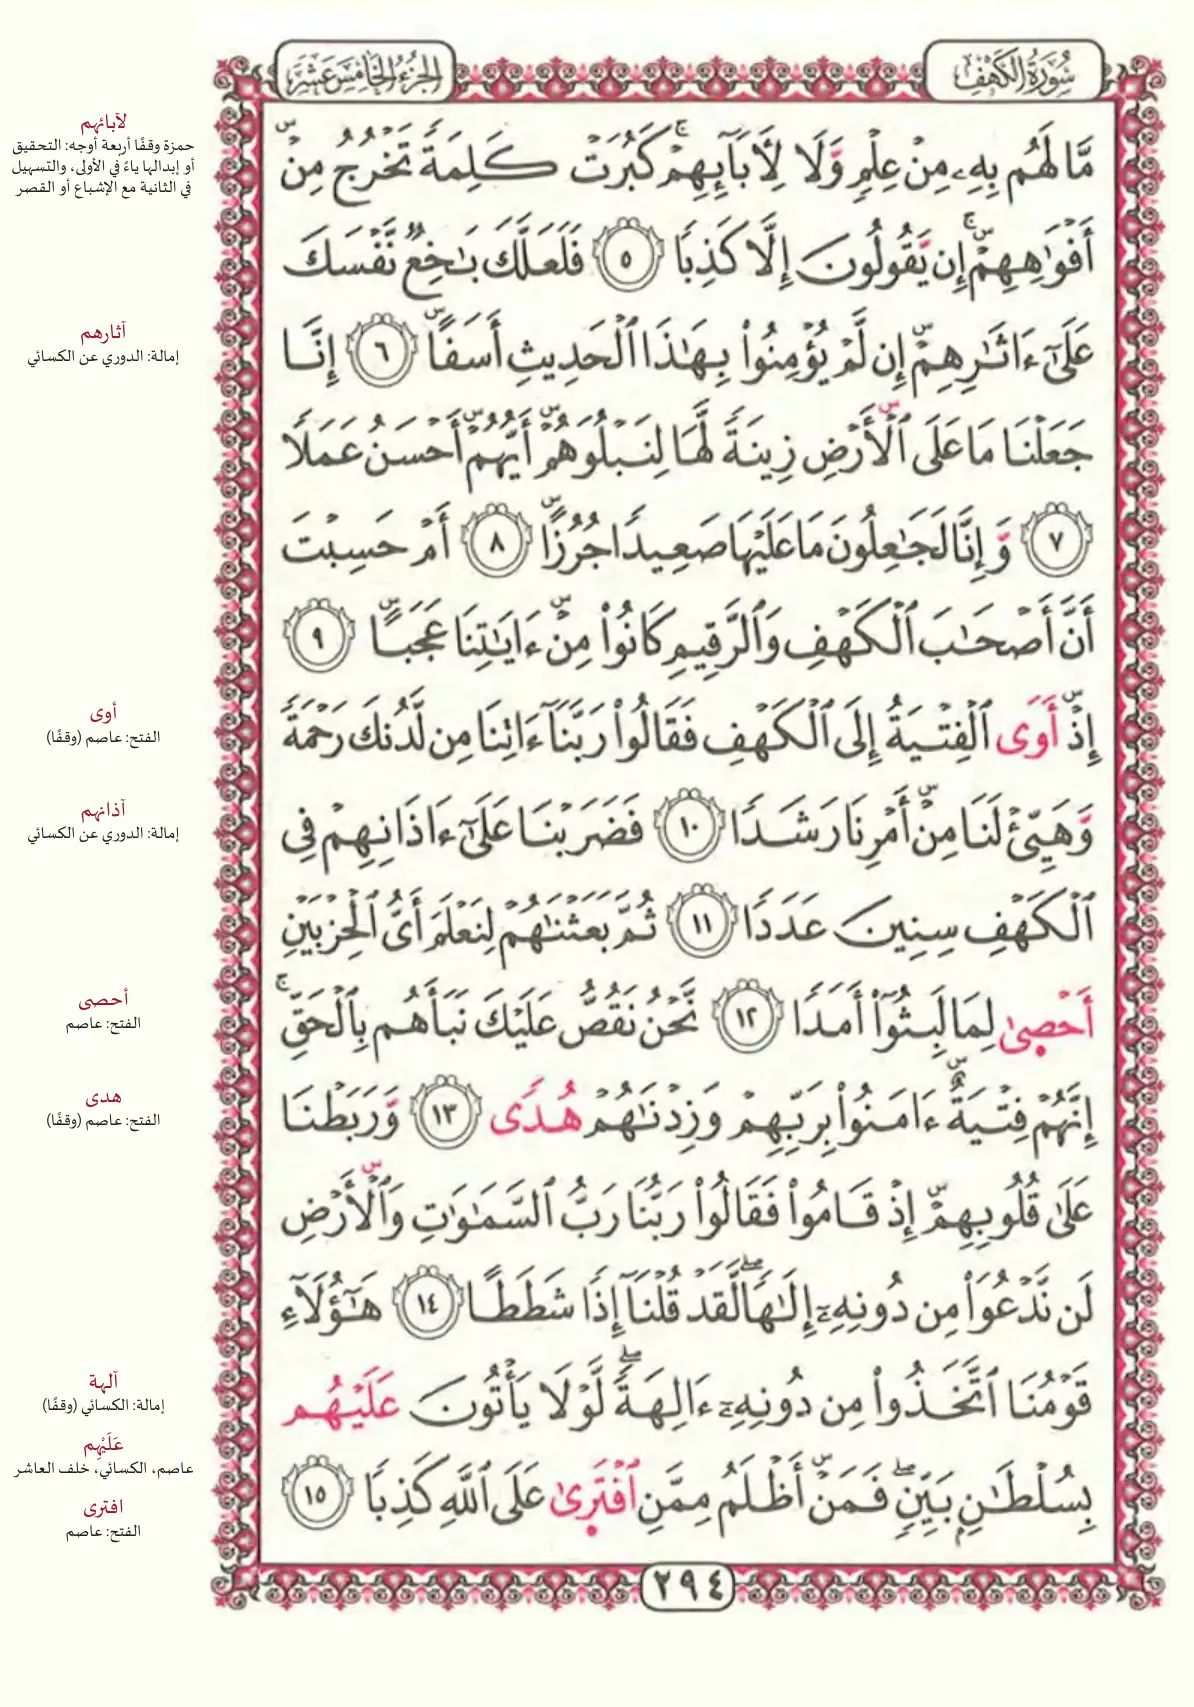 سُورَةُ الكَهْفِ
الجُزْءُ الخَامِسَ عَشَرَ
مَّا لَهُم بِهِۦ مِنْ عِلْمٍ وَّلَا لِأَبَآئِهِمْۚ كَبُرَتْ كَلِمَةً تَخْرُجُ مِنْ
أَفْوَٰهِهِمْۚ إِن يَّقُولُونَ إِلَّا كَذِبًا ٥ فَلَعَلَّكَ بَٰخِعٌ نَّفْسَكَ
عَلَىٰٓ ءَاثَٰرِهِمْ إِن لَّمْ يُؤْمِنُوا۟ بِهَٰذَا ٱلْحَدِيثِ أَسَفًا ٦ إِنَّا
جَعَلْنَا مَا عَلَى ٱلْأَرْضِ زِينَةً لَّهَا لِنَبْلُوَهُمْ أَيُّهُمْ أَحْسَنُ عَمَلًا
٧ وَّإِنَّا لَجَٰعِلُونَ مَا عَلَيْهَا صَعِيدًا جُرُزًا ٨ أَمْ حَسِبْتَ
أَنَّ أَصْحَٰبَ ٱلْكَهْفِ وَٱلرَّقِيمِ كَانُوا۟ مِنْ ءَايَٰتِنَا عَجَبًا ٩
إِذْ أَوَى ٱلْفِتْيَةُ إِلَى ٱلْكَهْفِ فَقَالُوا۟ رَبَّنَآ ءَاتِنَا مِن لَّدُنكَ رَحْمَةً
وَّهَيِّئْ لَنَا مِنْ أَمْرِنَا رَشَدًا ١٠ فَضَرَبْنَا عَلَىٰٓ ءَاذَانِهِمْ فِى
ٱلْكَهْفِ سِنِينَ عَدَدًا ١١ ثُمَّ بَعَثْنَٰهُمْ لِنَعْلَمَ أَىُّ ٱلْحِزْبَيْنِ
أَحْصَىٰ لِمَا لَبِثُوٓا۟ أَمَدًا ١٢ نَّحْنُ نَقُصُّ عَلَيْكَ نَبَأَهُم بِٱلْحَقِّۚ
إِنَّهُمْ فِتْيَةٌ ءَامَنُوا۟ بِرَبِّهِمْ وَزِدْنَٰهُمْ هُدًى ١٣ وَّرَبَطْنَا
عَلَىٰ قُلُوبِهِمْ إِذْ قَامُوا۟ فَقَالُوا۟ رَبُّنَا رَبُّ ٱلسَّمَٰوَٰتِ وَٱلْأَرْضِ
لَن نَّدْعُوَا۟ مِن دُونِهِۦٓ إِلَٰهًاۖ لَّقَدْ قُلْنَآ إِذًا شَطَطًا ١٤ هَٰٓؤُلَآءِ
قَوْمُنَا ٱتَّخَذُوا۟ مِن دُونِهِۦٓ ءَالِهَةًۖ لَّوْلَا يَأْتُونَ عَلَيْهُم
بِسُلْطَٰنٍ بَيِّنٍۖ فَمَنْ أَظْلَمُ مِمَّنِ ٱفْتَرَىٰ عَلَى ٱللَّهِ كَذِبًا ١٥
٢٩٤
لآبائهم
حمزة وقفًا أربعة أوجه: التحقيق
أو إبدالها ياءً في الأولى، والتسهيل
في الثانية مع الإشباع أو القصر
آثارهم
إمالة: الدوري عن الكسائي
أوى
الفتح: عاصم (وقفًا)
آذانهم
إمالة: الدوري عن الكسائي
أحصى
الفتح: عاصم
هدى
الفتح: عاصم (وقفًا)
آلهة
إمالة: الكسائي (وقفًا)
عَلَيْهِم
عاصم، الكسائي، خلف العاشر
افترى
الفتح: عاصم